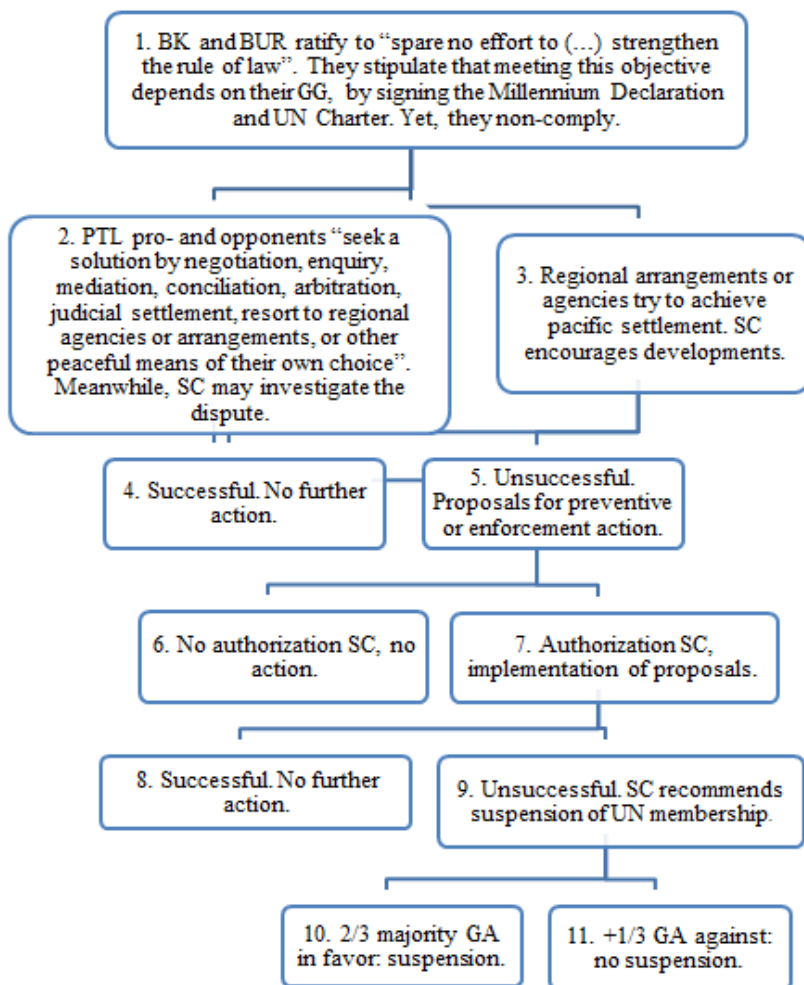 1. BK and BUR ratify to “spare no effort to (…) strengthen
the rule of law”. They stipulate that meeting this objective
depends on their GG, by signing the Millennium Declaration
and UN Charter. Yet, they non-comply.
2. PTL pro- and opponents “seek a
solution by negotiation, enquiry,
mediation, conciliation, arbitration,
judicial settlement, resort to regional
agencies or arrangements, or other
peaceful means of their own choice”.
Meanwhile, SC may investigate the
dispute.
3. Regional arrangements or
agencies try to achieve
pacific settlement. SC
encourages developments.
4. Successful. No further
action.
5. Unsuccessful.
Proposals for preventive
or enforcement action.
6. No authorization SC, no
action.
7. Authorization SC,
implementation of proposals.
8. Successful. No further
action.
9. Unsuccessful. SC recommends
suspension of UN membership.
10. 2/3 majority GA
in favor: suspension.
11. +1/3 GA against:
no suspension.